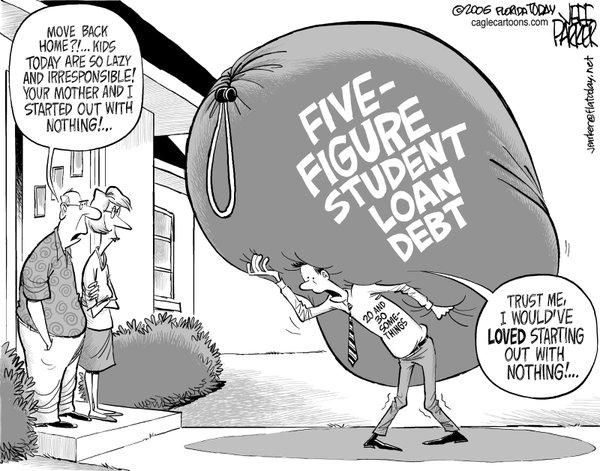 ©2005 FLORIDA TODAY
caglecartoons.com
JEFF
PARKER
jparker@flatoday.net
MOVE BACK
HOME?!... KIDS
TODAY ARE SO LAZY
AND IRRESPONSIBLE!
YOUR MOTHER AND I
STARTED OUT WITH
NOTHING!...
FIVE-
FIGURE
STUDENT
LOAN
DEBT
20 AND
30
SOME-
THINGS
TRUST ME,
I WOULD'VE
LOVED STARTING
OUT WITH
NOTHING!...